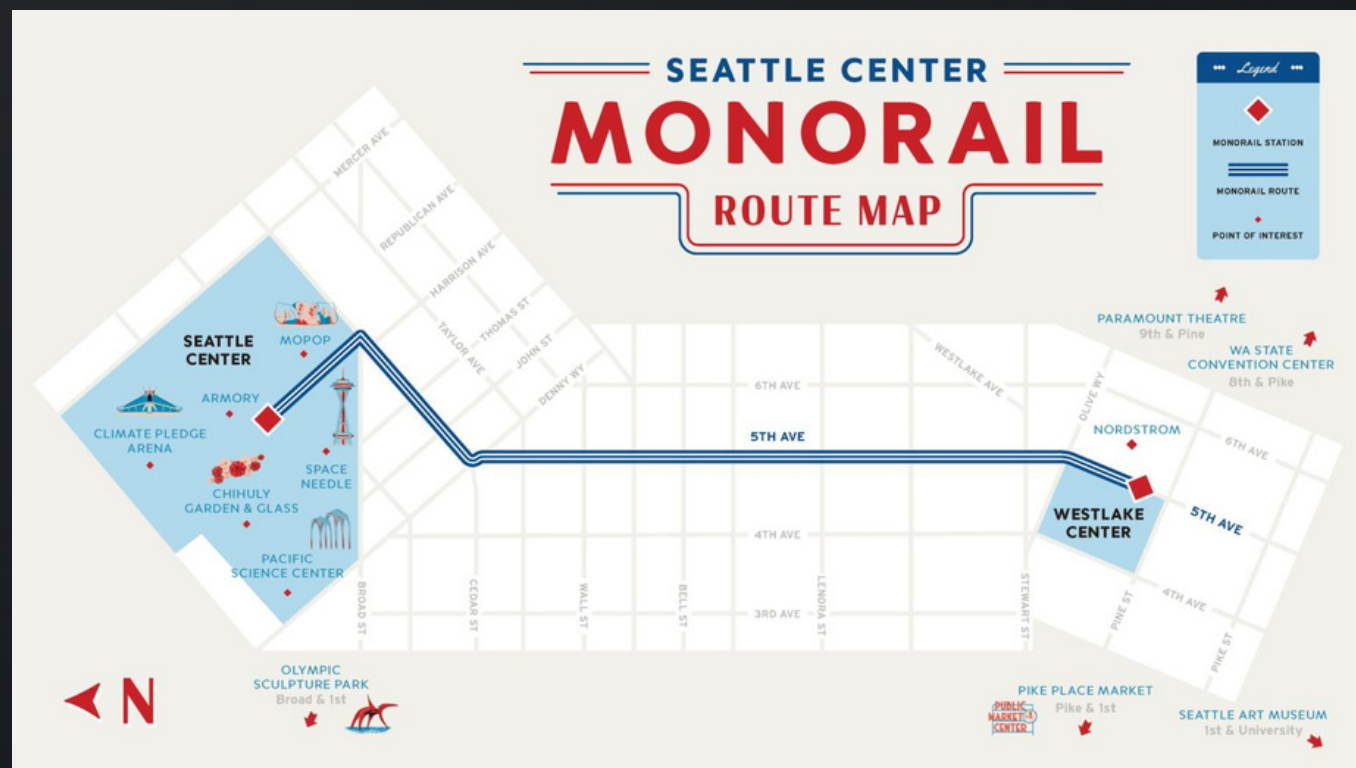 SEATTLE CENTER
MONORAIL
ROUTE MAP
Legend
MONORAIL STATION
MONORAIL ROUTE
POINT OF INTEREST
MERCER AVE
REPUBLICAN AVE
HARRISON AVE
THOMAS ST
TAYLOR AVE
JOHN ST
DENNY WY
SEATTLE
CENTER
MOPOP
ARMORY
CLIMATE PLEDGE
ARENA
SPACE
NEEDLE
CHIHULY
GARDEN & GLASS
PACIFIC
SCIENCE CENTER
6TH AVE
5TH AVE
4TH AVE
3RD AVE
BROAD ST
CEDAR ST
WALL ST
BELL ST
LENORA ST
STEWART ST
WESTLAKE AVE
OLIVE WY
PARAMOUNT THEATRE
9th & Pine
WA STATE
CONVENTION CENTER
8th & Pike
NORDSTROM
6TH AVE
WESTLAKE
CENTER
5TH AVE
4TH AVE
PINE ST
PIKE ST
N
OLYMPIC
SCULPTURE PARK
Broad & 1st
PUBLIC
MARKET
CENTER
PIKE PLACE MARKET
Pike & 1st
SEATTLE ART MUSEUM
1st & University